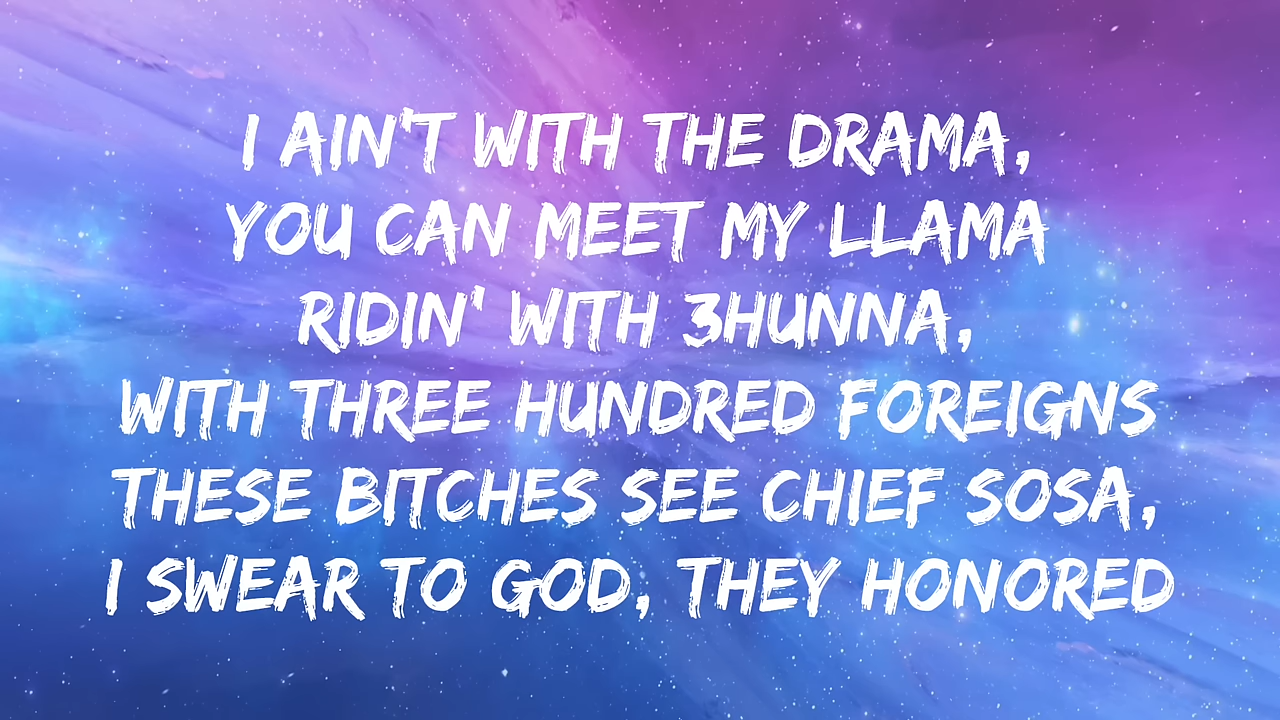 I AIN'T WITH THE DRAMA,
YOU CAN MEET MY LLAMA
RIDIN' WITH 3HUNNA,
WITH THREE HUNDRED FOREIGNS
THESE BITCHES SEE CHIEF SOSA,
I SWEAR TO GOD, THEY HONORED